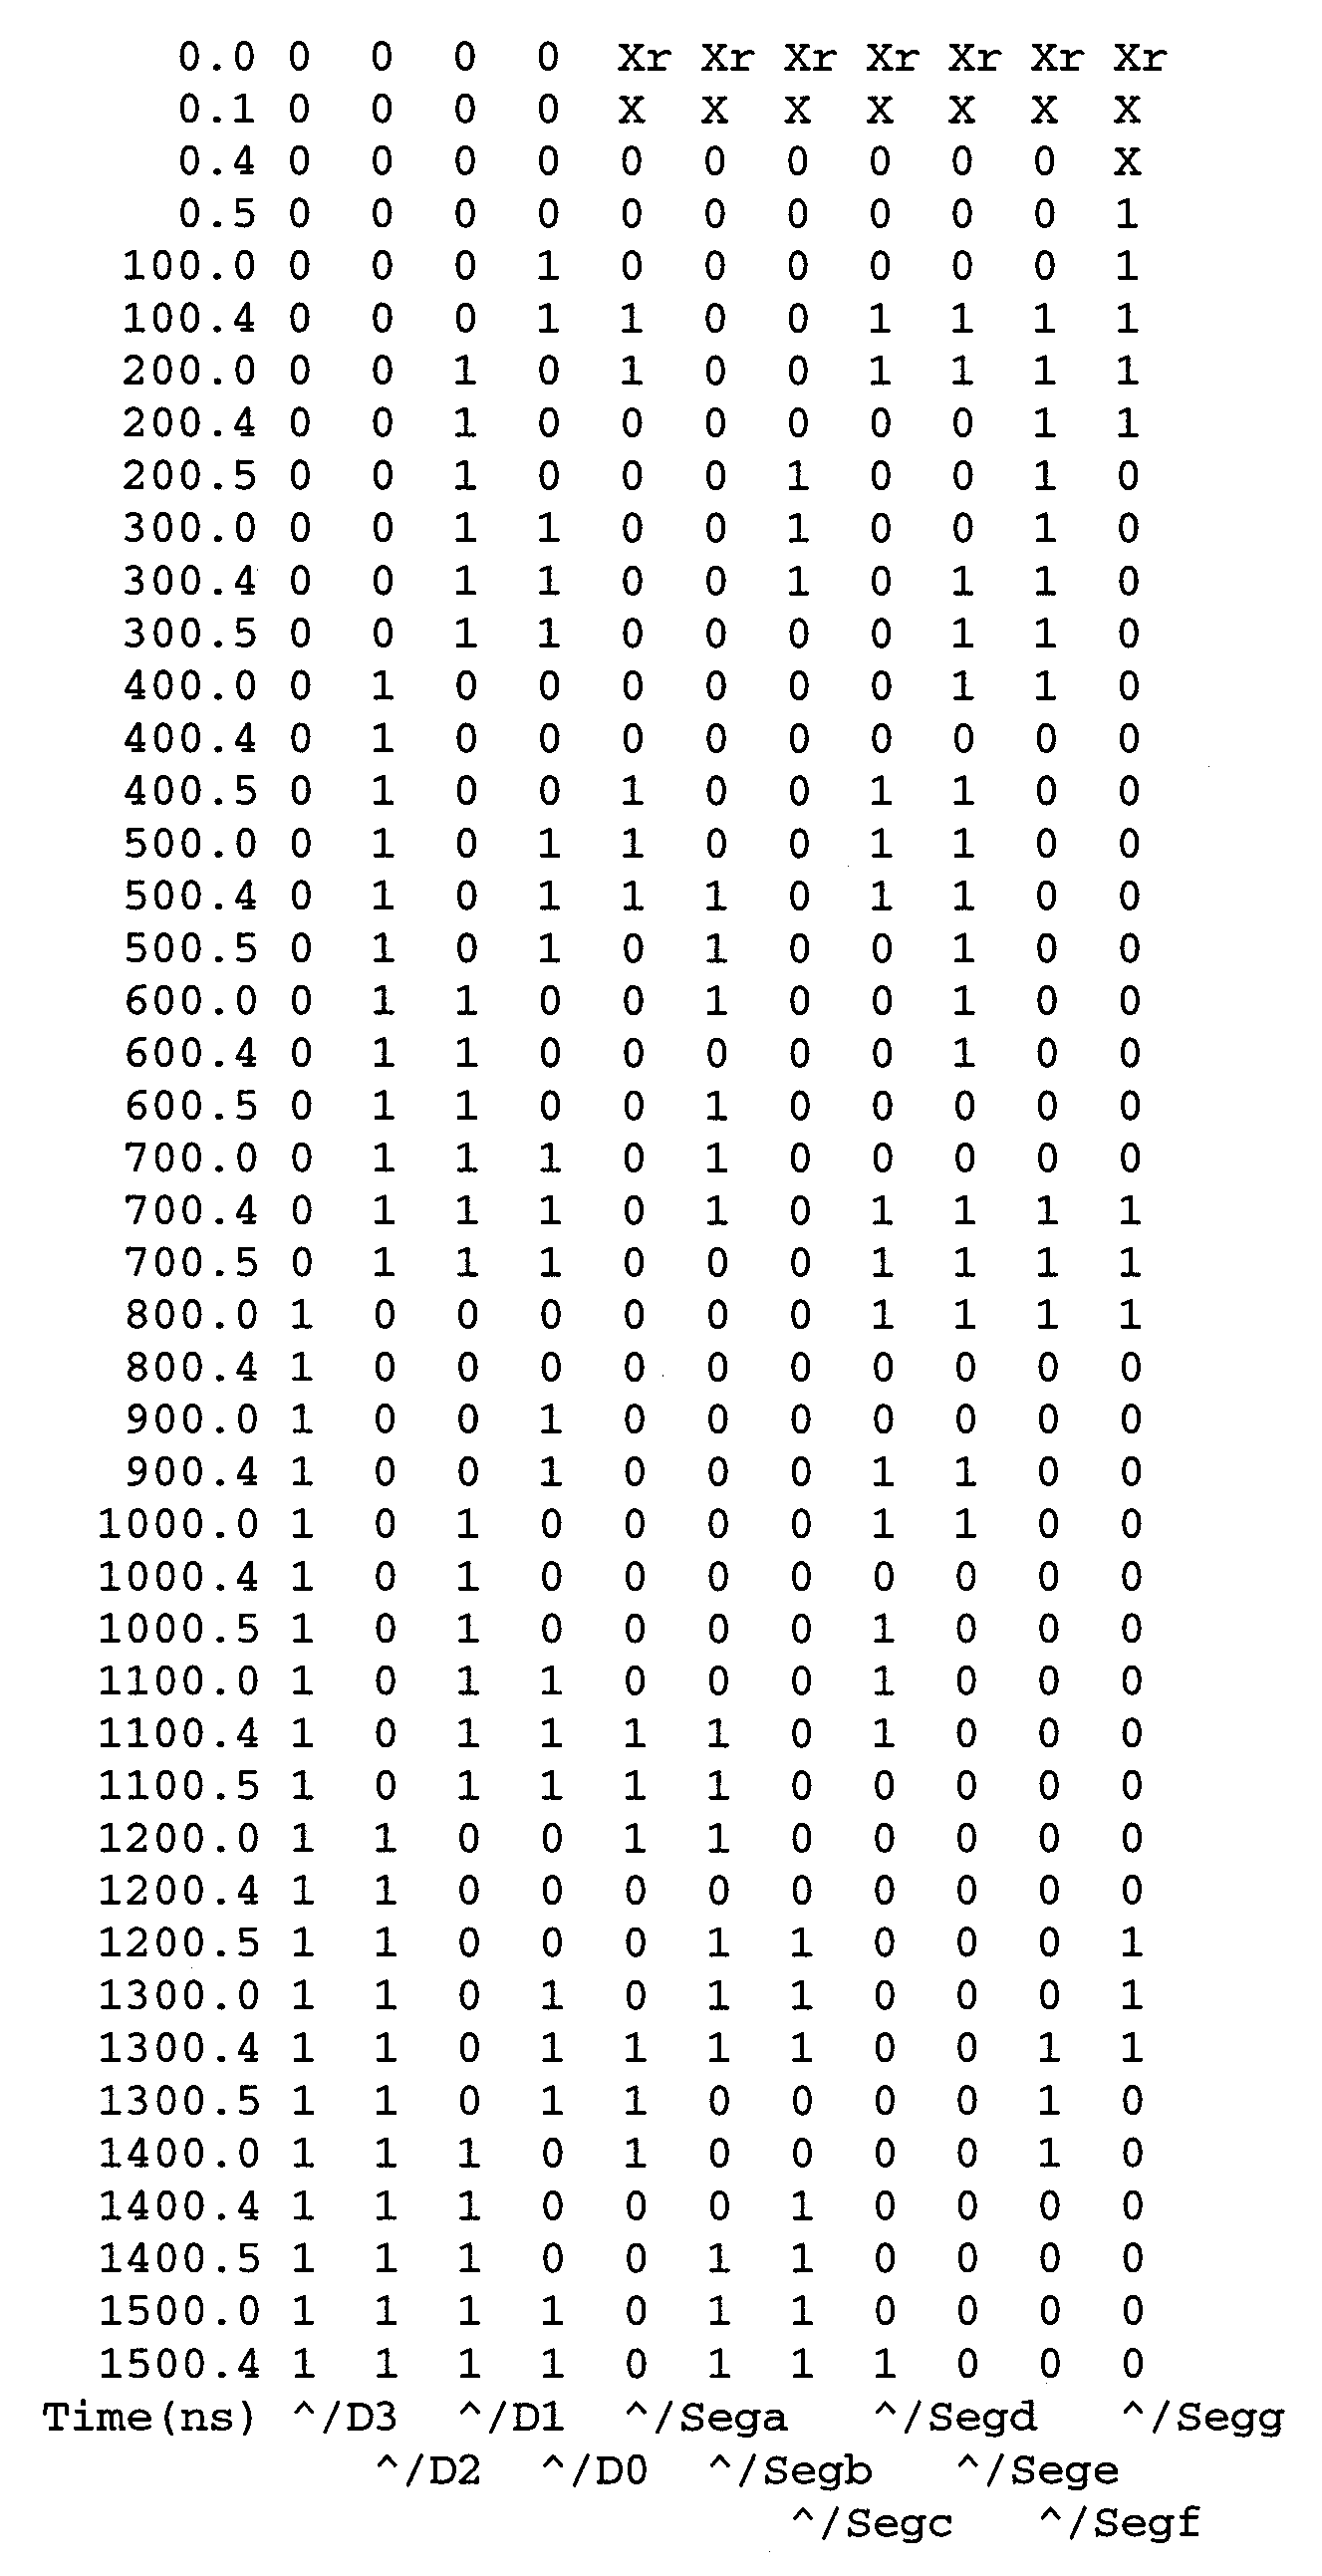 0.0 0 0 0 0 Xr Xr Xr Xr Xr Xr Xr
0.1 0 0 0 0 X X X X X X X
0.4 0 0 0 0 0 0 0 0 0 0 X
0.5 0 0 0 0 0 0 0 0 0 0 1
100.0 0 0 0 1 0 0 0 0 0 0 1
100.4 0 0 0 1 1 0 0 1 1 1 1
200.0 0 0 1 0 1 0 0 1 1 1 1
200.4 0 0 1 0 0 0 0 0 0 1 1
200.5 0 0 1 0 0 0 1 0 0 1 0
300.0 0 0 1 1 0 0 1 0 0 1 0
300.4 0 0 1 1 0 0 1 0 1 1 0
300.5 0 0 1 1 0 0 0 0 1 1 0
400.0 0 1 0 0 0 0 0 0 1 1 0
400.4 0 1 0 0 0 0 0 0 0 0 0
400.5 0 1 0 0 1 0 0 1 1 0 0
500.0 0 1 0 1 1 0 0 1 1 0 0
500.4 0 1 0 1 1 1 0 1 1 0 0
500.5 0 1 0 1 0 1 0 0 1 0 0
600.0 0 1 1 0 0 1 0 0 1 0 0
600.4 0 1 1 0 0 0 0 0 1 0 0
600.5 0 1 1 0 0 1 0 0 0 0 0
700.0 0 1 1 1 0 1 0 0 0 0 0
700.4 0 1 1 1 0 1 0 1 1 1 1
700.5 0 1 1 1 0 0 0 1 1 1 1
800.0 1 0 0 0 0 0 0 1 1 1 1
800.4 1 0 0 0 0 0 0 0 0 0 0
900.0 1 0 0 1 0 0 0 0 0 0 0
900.4 1 0 0 1 0 0 0 1 1 0 0
1000.0 1 0 1 0 0 0 0 1 1 0 0
1000.4 1 0 1 0 0 0 0 0 0 0 0
1000.5 1 0 1 0 0 0 0 1 0 0 0
1100.0 1 0 1 1 0 0 0 1 0 0 0
1100.4 1 0 1 1 1 1 0 1 0 0 0
1100.5 1 0 1 1 1 1 0 0 0 0 0
1200.0 1 1 0 0 1 1 0 0 0 0 0
1200.4 1 1 0 0 0 0 0 0 0 0 0
1200.5 1 1 0 0 0 1 1 0 0 0 1
1300.0 1 1 0 1 0 1 1 0 0 0 1
1300.4 1 1 0 1 1 1 1 0 0 1 1
1300.5 1 1 0 1 1 0 0 0 0 1 0
1400.0 1 1 1 0 1 0 0 0 0 1 0
1400.4 1 1 1 0 0 0 1 0 0 0 0
1400.5 1 1 1 0 0 1 1 0 0 0 0
1500.0 1 1 1 1 0 1 1 0 0 0 0
1500.4 1 1 1 1 0 1 1 1 0 0 0
Time(ns) ^/D3 ^/D1 ^/Sega ^/Segd ^/Segg
^/D2 ^/D0 ^/Segb ^/Sege
^/Segc ^/Segf